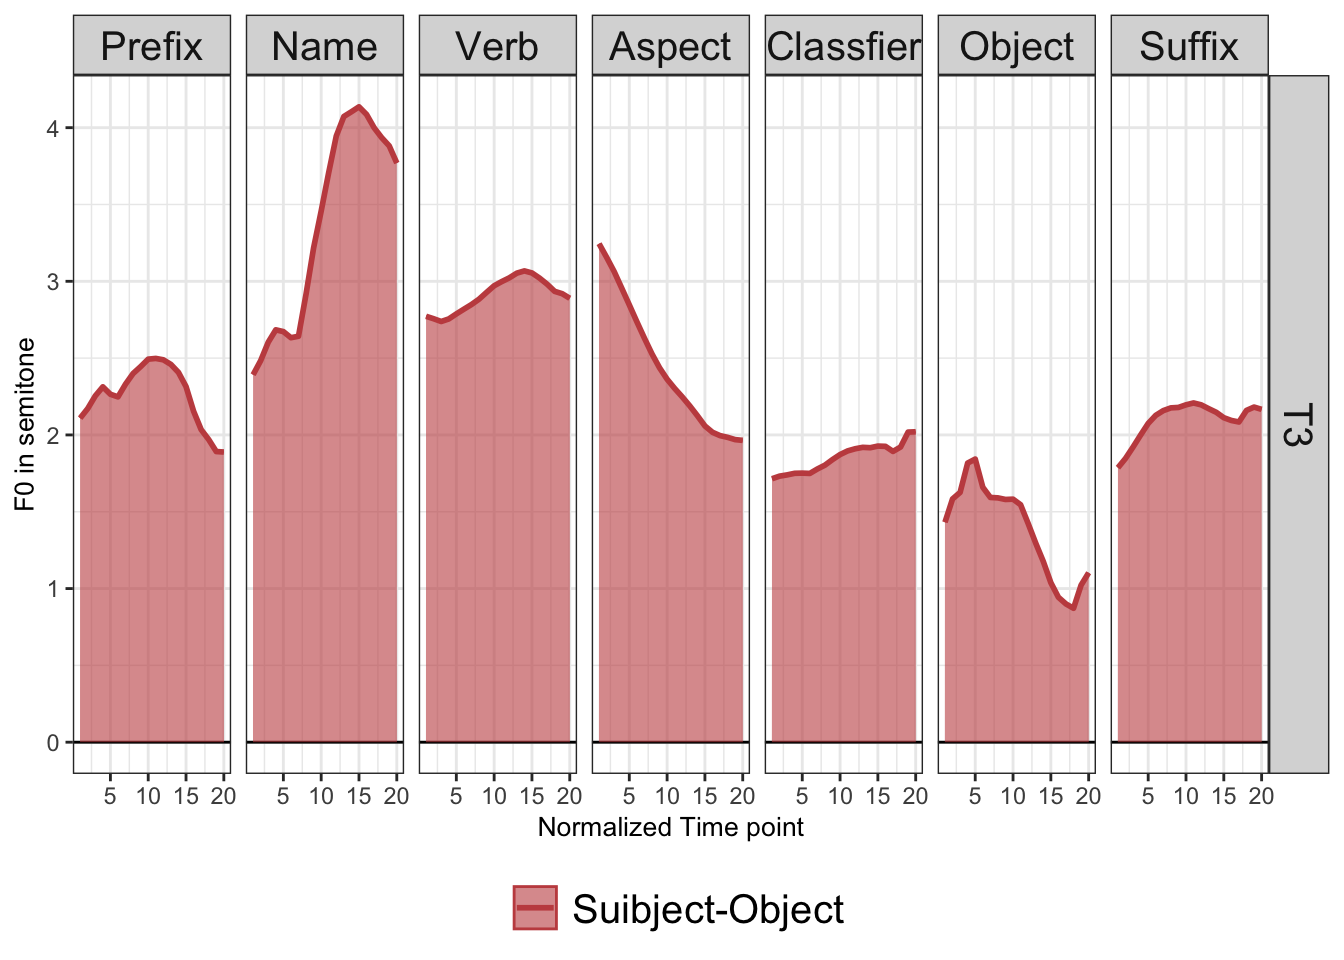 Prefix Name Verb Aspect Classfier Object Suffix
T3
F0 in semitone
4
3
2
1
0
5 10 15 20 5 10 15 20 5 10 15 20 5 10 15 20 5 10 15 20 5 10 15 20 5 10 15 20
Normalized Time point
Suibject-Object